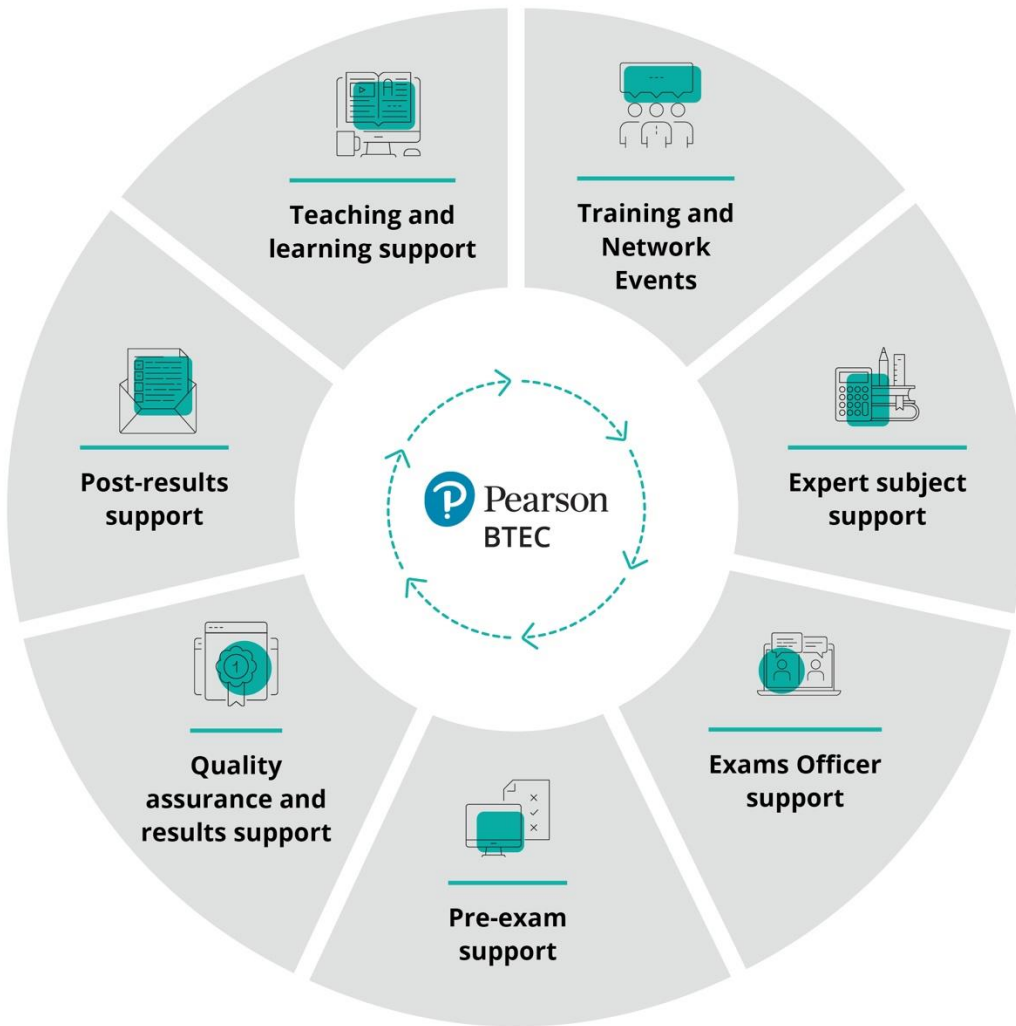 Teaching and
learning support
Training and
Network
Events
Expert subject
support
Exams Officer
support
Pre-exam
support
Quality
assurance and
results support
Post-results
support
Pearson
BTEC
1